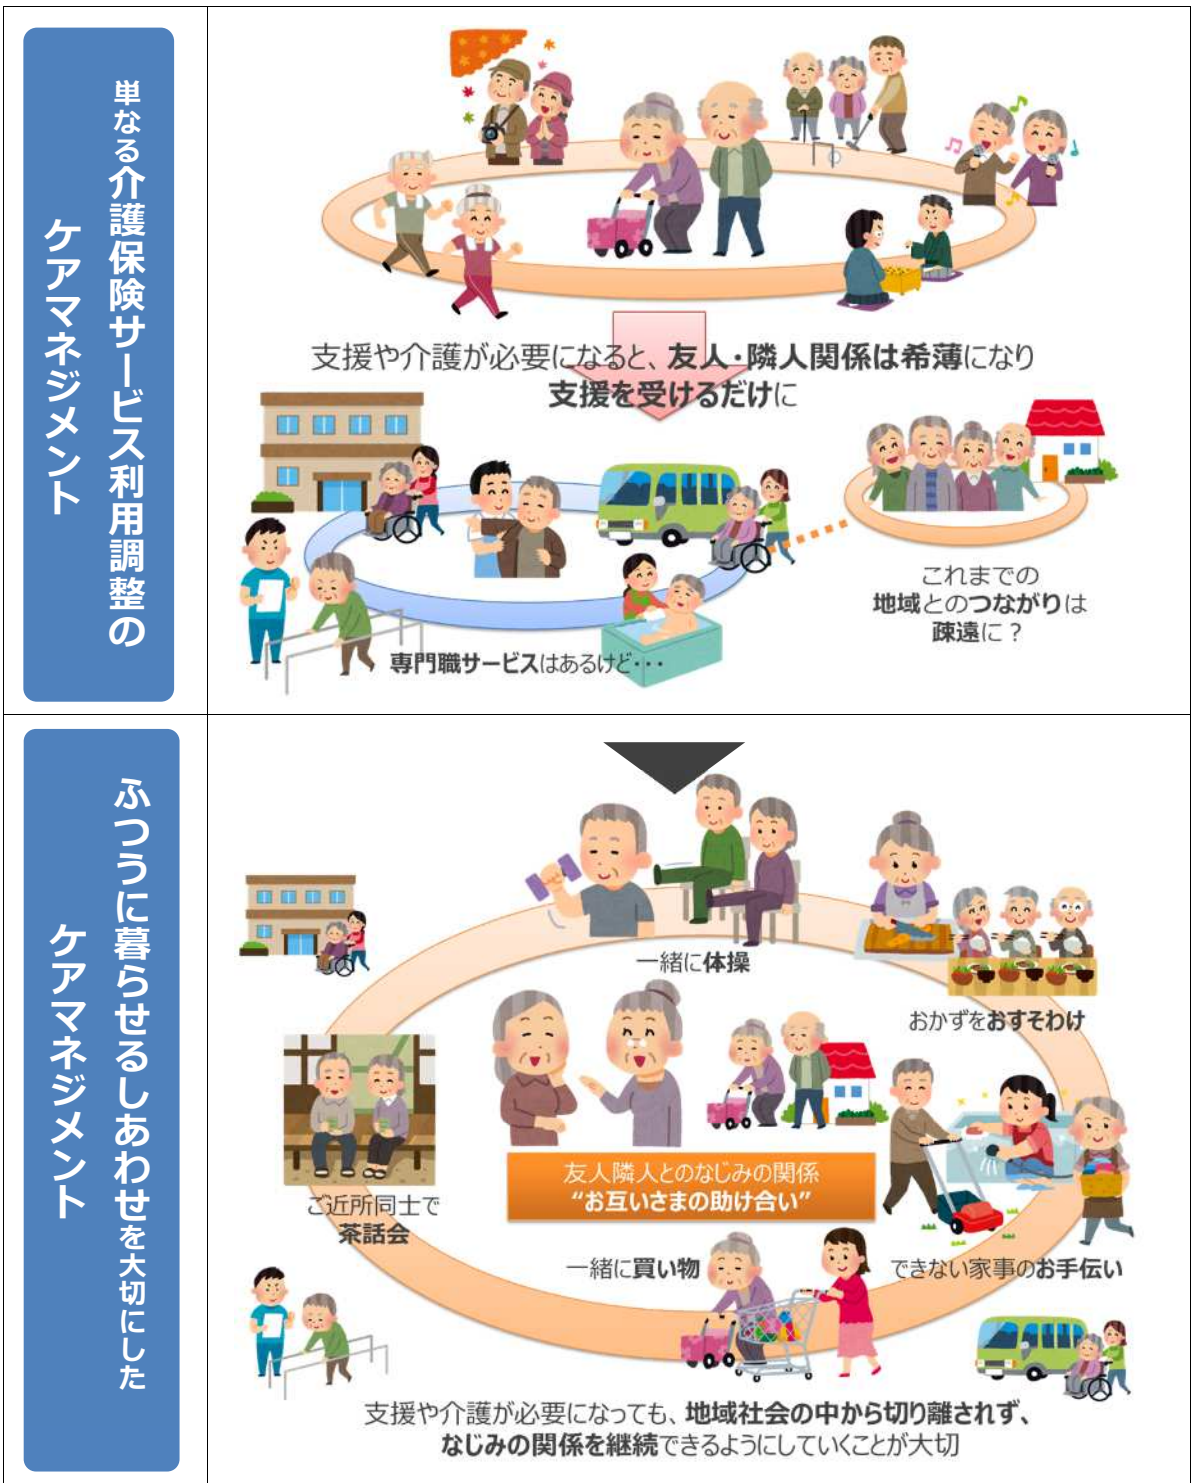 単なる介護保険サービス利用調整の
ケアマネジメント
支援や介護が必要になると、友人・隣人関係は希薄になり
支援を受けるだけに
専門職サービスはあるけど・・・
これまでの
地域とのつながりは
疎遠に？
ふつうに暮らせるしあわせを大切にした
ケアマネジメント
一緒に体操
おかずをおすそわけ
ご近所同士で
茶話会
友人隣人とのなじみの関係
“お互いさまの助け合い”
一緒に買い物
できない家事のお手伝い
支援や介護が必要になっても、地域社会の中から切り離されず、
なじみの関係を継続できるようにしていくことが大切